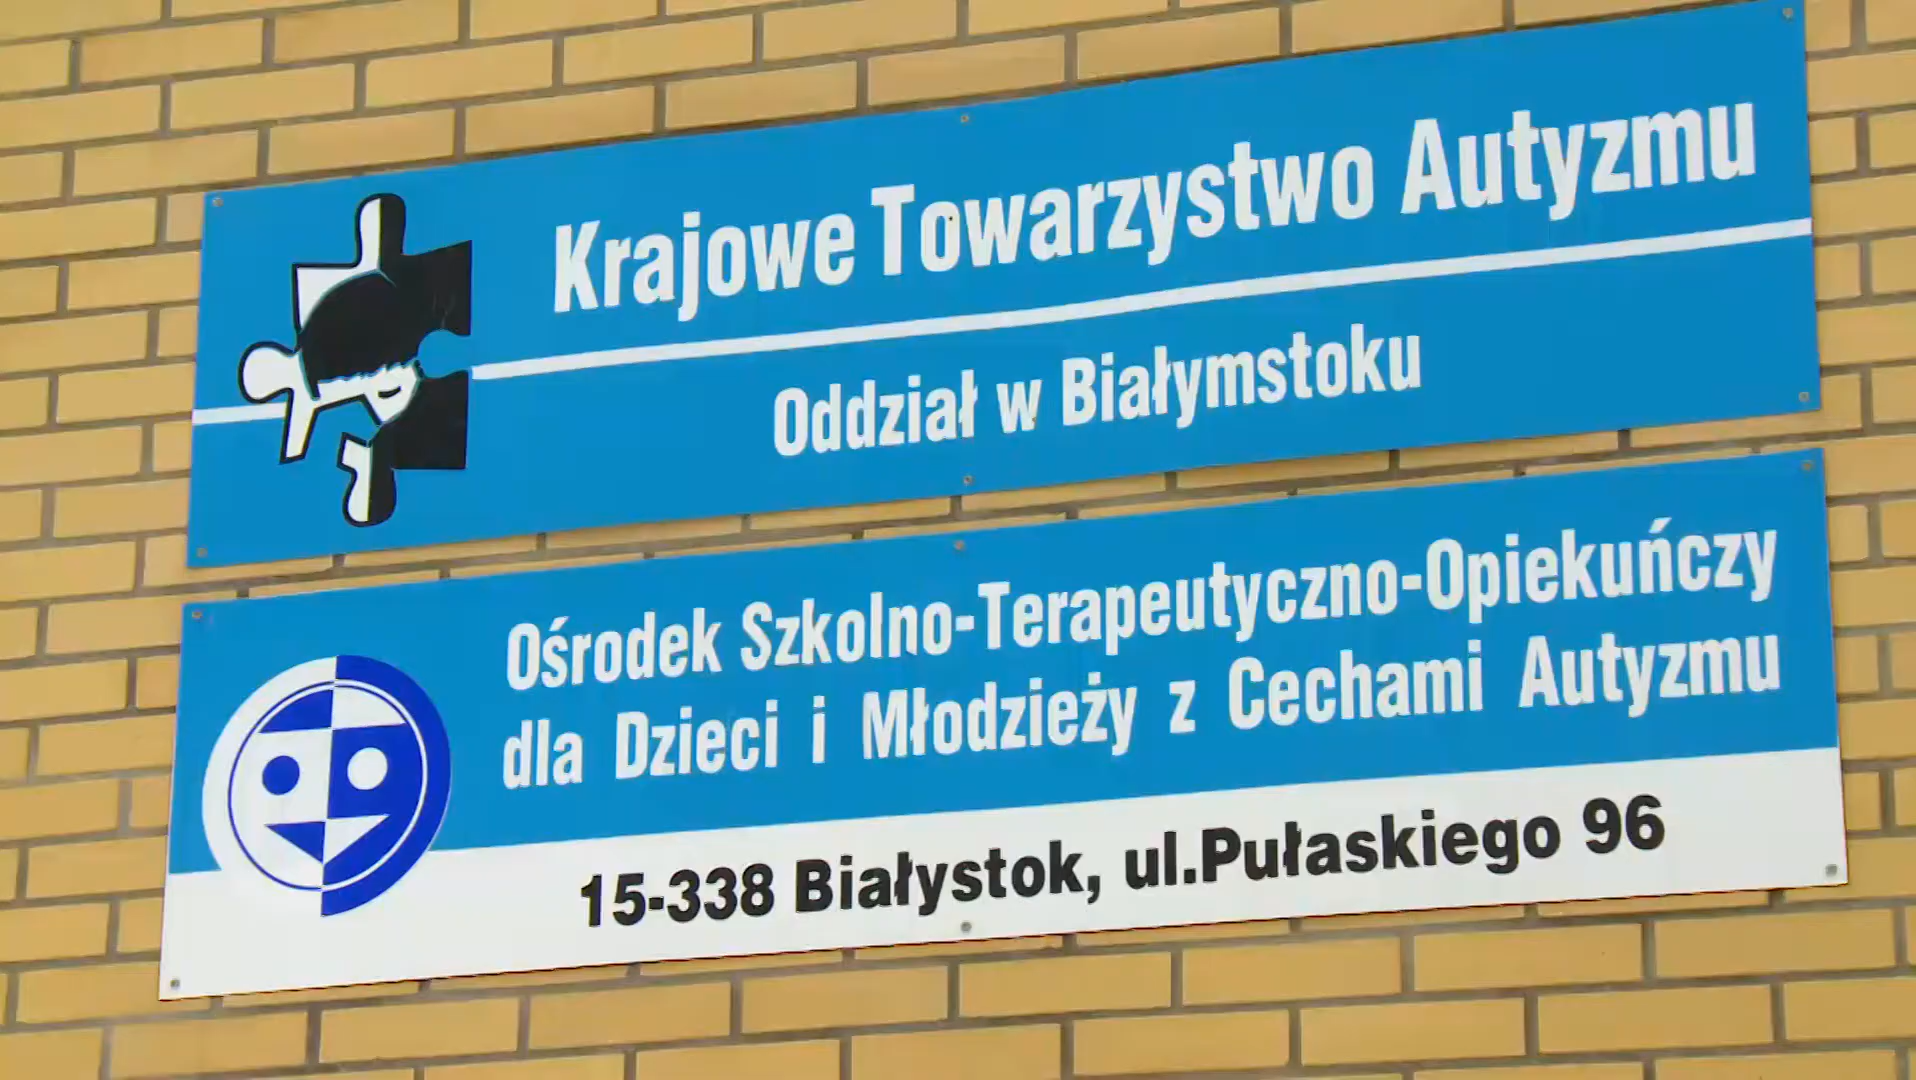 Krajowe Towarzystwo Autyzmu
Oddział w Białymstoku
Ośrodek Szkolno-Terapeutyczno-Opiekuńczy
dla Dzieci i Młodzieży z Cechami Autyzmu
15-338 Białystok, ul.Pułaskiego 96